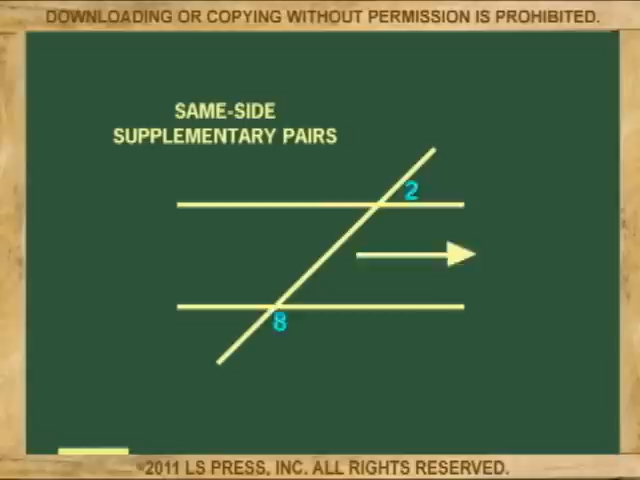 DOWNLOADING OR COPYING WITHOUT PERMISSION IS PROHIBITED.
SAME-SIDE
SUPPLEMENTARY PAIRS
2
8
©2011 LS PRESS, INC. ALL RIGHTS RESERVED.